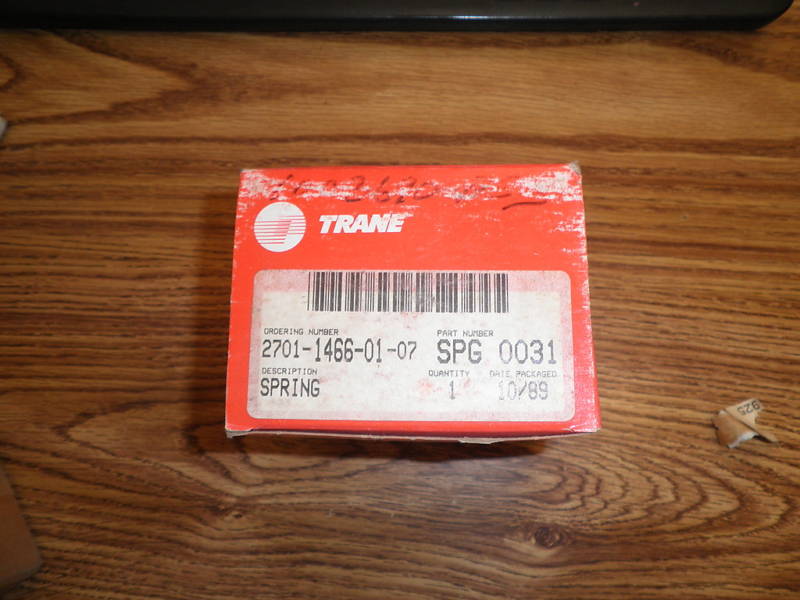 TRANE
ORDERING NUMBER
PART NUMBER
2701-1466-01-07
SPG 0031
DESCRIPTION
QUANTITY
DATE PACKAGED
SPRING
1
10/89
925